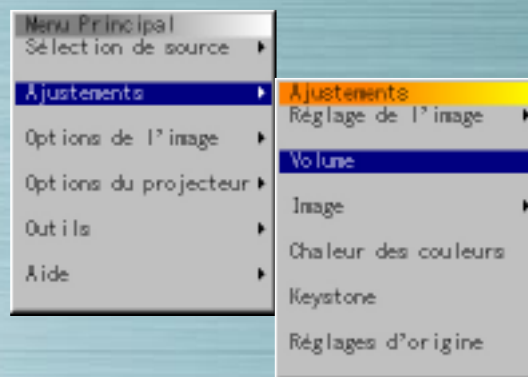 Menu Principal
Sélection de source
Ajustements
Options de l'image
Options du projecteur
Outils
Aide
Ajustements
Réglage de l'image
Volume
Image
Chaleur des couleurs
Keystone
Réglages d'origine